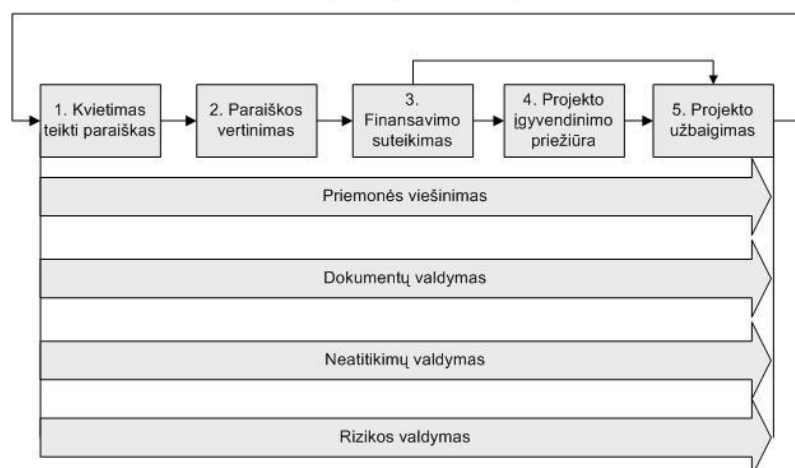 1. Kvietimas
teikti paraiškas
2. Paraiškos
vertinimas
3.
Finansavimo
suteikimas
4. Projekto
įgyvendinimo
priežiūra
5. Projekto
užbaigimas
Priemonės viešinimas
Dokumentų valdymas
Neatitikimų valdymas
Rizikos valdymas